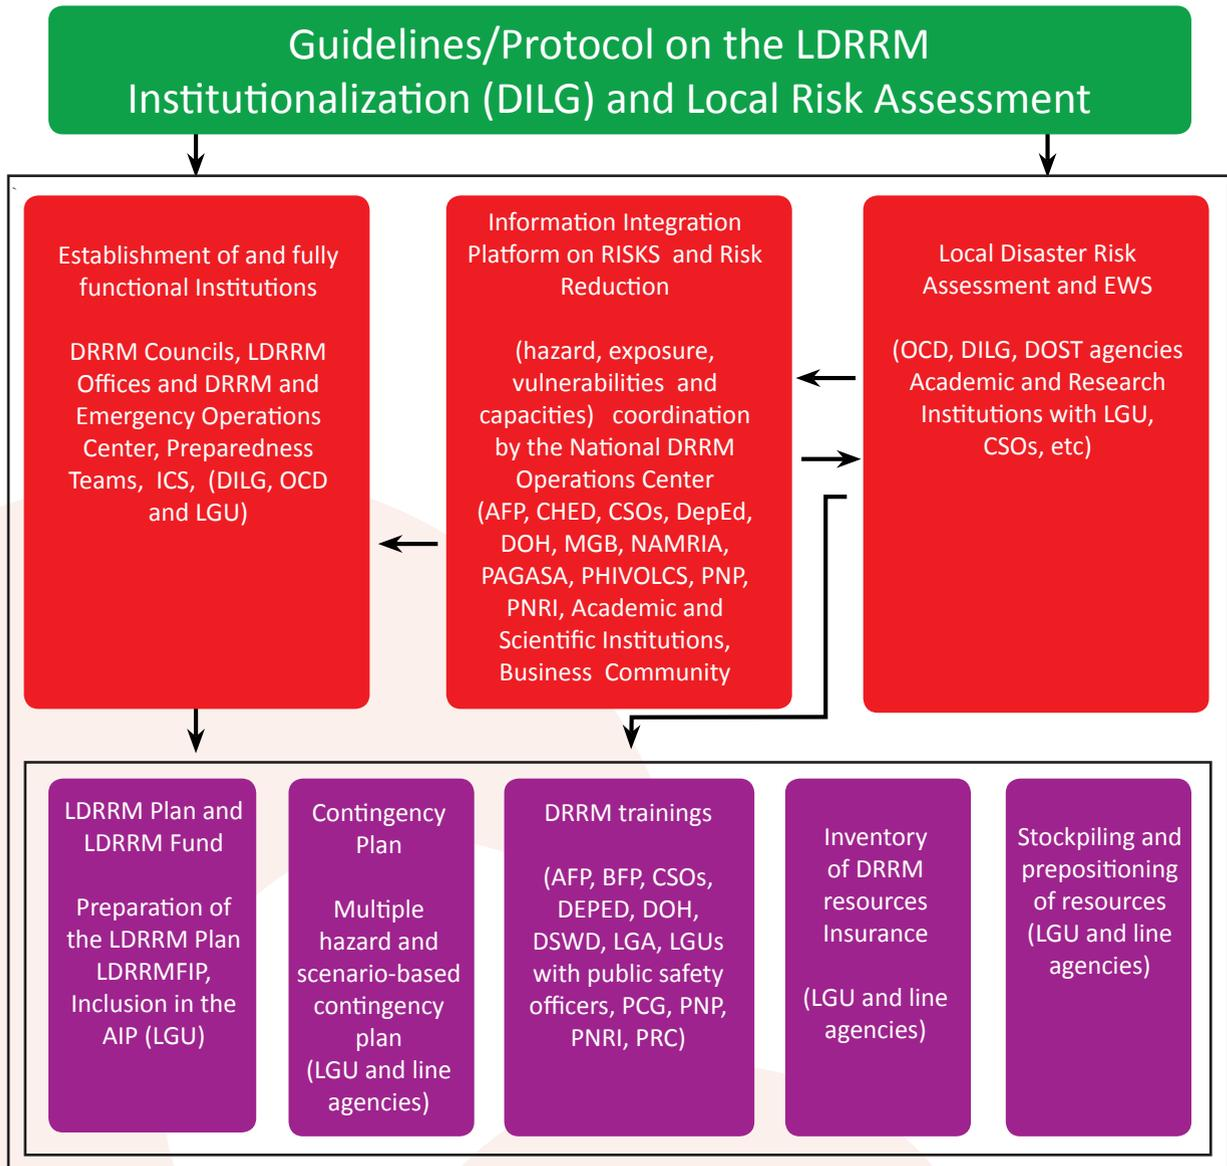 Guidelines/Protocol on the LDRRM
Institutionalization (DILG) and Local Risk Assessment
Establishment of and fully
functional Institutions
DRRM Councils, LDRRM
Offices and DRRM and
Emergency Operations
Center, Preparedness
Teams, ICS, (DILG, OCD
and LGU)
Information Integration
Platform on RISKS and Risk
Reduction
(hazard, exposure,
vulnerabilities and
capacities) coordination
by the National DRRM
Operations Center
(AFP, CHED, CSOs, DepEd,
DOH, MGB, NAMRIA,
PAGASA, PHIVOLCS, PNP,
PNRI, Academic and
Scientific Institutions,
Business Community
Local Disaster Risk
Assessment and EWS
(OCD, DILG, DOST agencies
Academic and Research
Institutions with LGU,
CSOs, etc)
LDRRM Plan and
LDRRM Fund
Preparation of
the LDRRM Plan
LDRRMFIP,
Inclusion in the
AIP (LGU)
Contingency
Plan
Multiple
hazard and
scenario-based
contingency
plan
(LGU and line
agencies)
DRRM trainings
(AFP, BFP, CSOs,
DEPED, DOH,
DSWD, LGA, LGUs
with public safety
officers, PCG, PNP,
PNRI, PRC)
Inventory
of DRRM
resources
Insurance
(LGU and line
agencies)
Stockpiling and
prepositioning
of resources
(LGU and line
agencies)